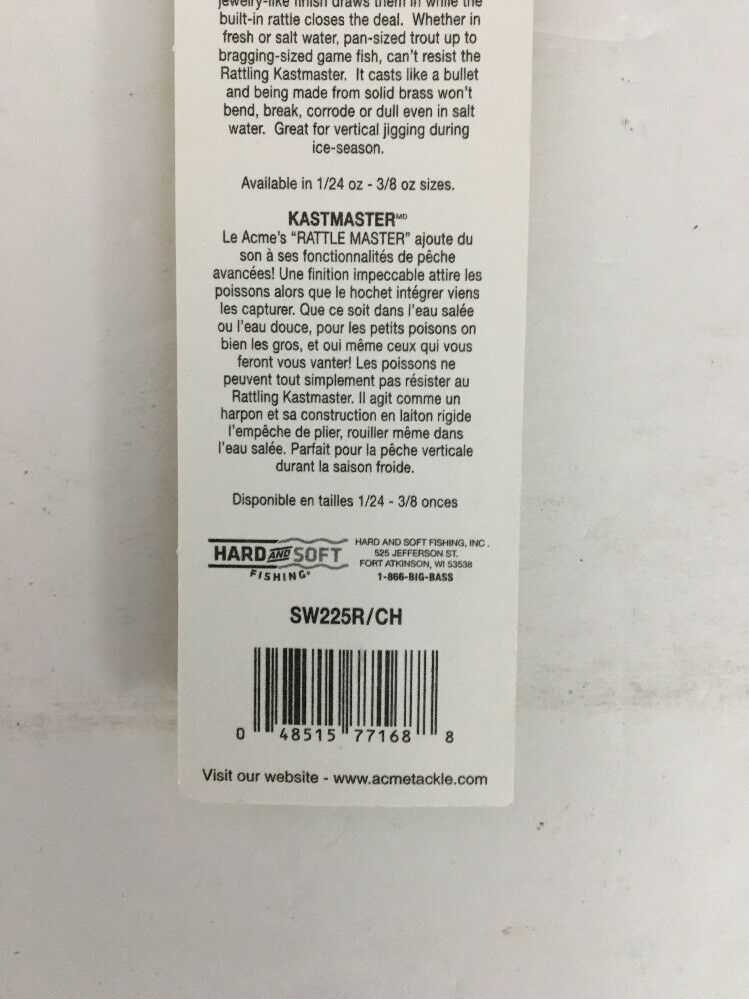 jewelry-like finish draws them in while the
built-in rattle closes the deal. Whether in
fresh or salt water, pan-sized trout up to
bragging-sized game fish, can't resist the
Rattling Kastmaster. It casts like a bullet
and being made from solid brass won't
bend, break, corrode or dull even in salt
water. Great for vertical jigging during
ice-season.
Available in 1/24 oz - 3/8 oz sizes.
KASTMASTER MD
Le Acme's "RATTLE MASTER" ajoute du
son à ses fonctionnalités de pêche
avancées! Une finition impeccable attire les
poissons alors que le hochet intégrer viens
les capturer. Que ce soit dans l'eau salée
ou l'eau douce, pour les petits poisons on
bien les gros, et oui même ceux qui vous
feront vous vanter! Les poissons ne
peuvent tout simplement pas résister au
Rattling Kastmaster. Il agit comme un
harpon et sa construction en laiton rigide
l'empêche de plier, rouiller même dans
l'eau salée. Parfait pour la pêche verticale
durant la saison froide.
Disponible en tailles 1/24 - 3/8 onces
HARD AND SOFT
FISHING®
HARD AND SOFT FISHING, INC.
525 JEFFERSON ST.
FORT ATKINSON, WI 53538
1-866-BIG-BASS
SW225R/CH
0 48515 77168 8
Visit our website - www.acmetackle.com